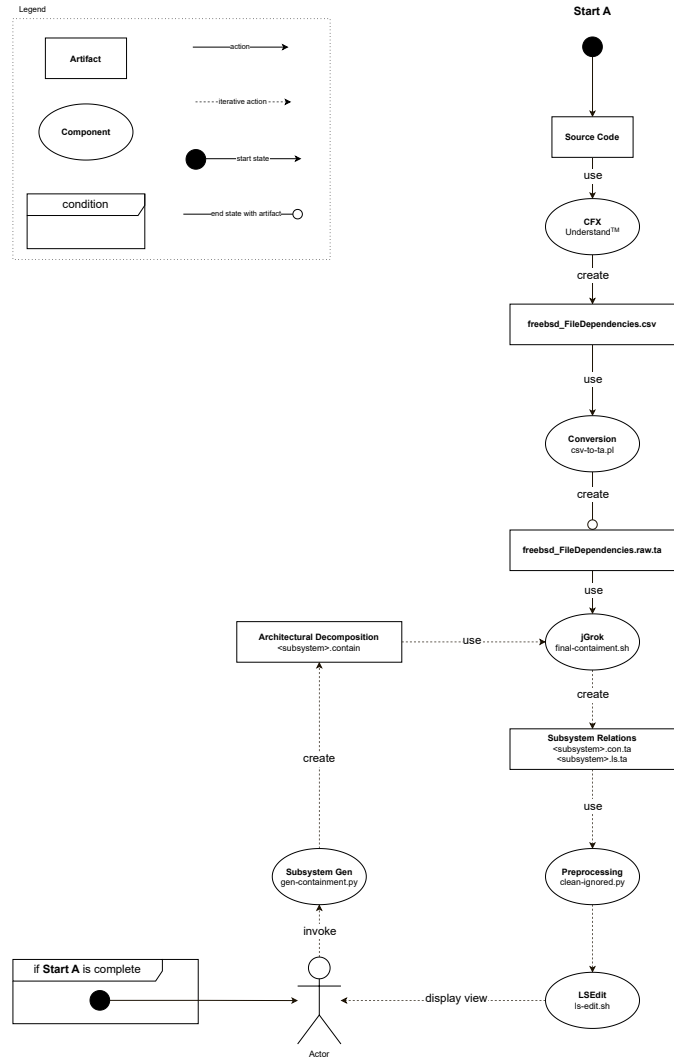 Legend
Artifact
action
Component
iterative action
start state
condition
end state with artifact
Start A
Source Code
use
CFX
Understand™
create
freebsd_FileDependencies.csv
use
Conversion
csv-to-ta.pl
create
freebsd_FileDependencies.raw.ta
use
Architectural Decomposition
<subsystem>.contain
use
jGrok
final-contaiment.sh
create
create
Subsystem Relations
<subsystem>.con.ta
<subsystem>.ls.ta
use
Subsystem Gen
gen-containment.py
Preprocessing
clean-ignored.py
invoke
if Start A is complete
display view
LSEdit
ls-edit.sh
Actor